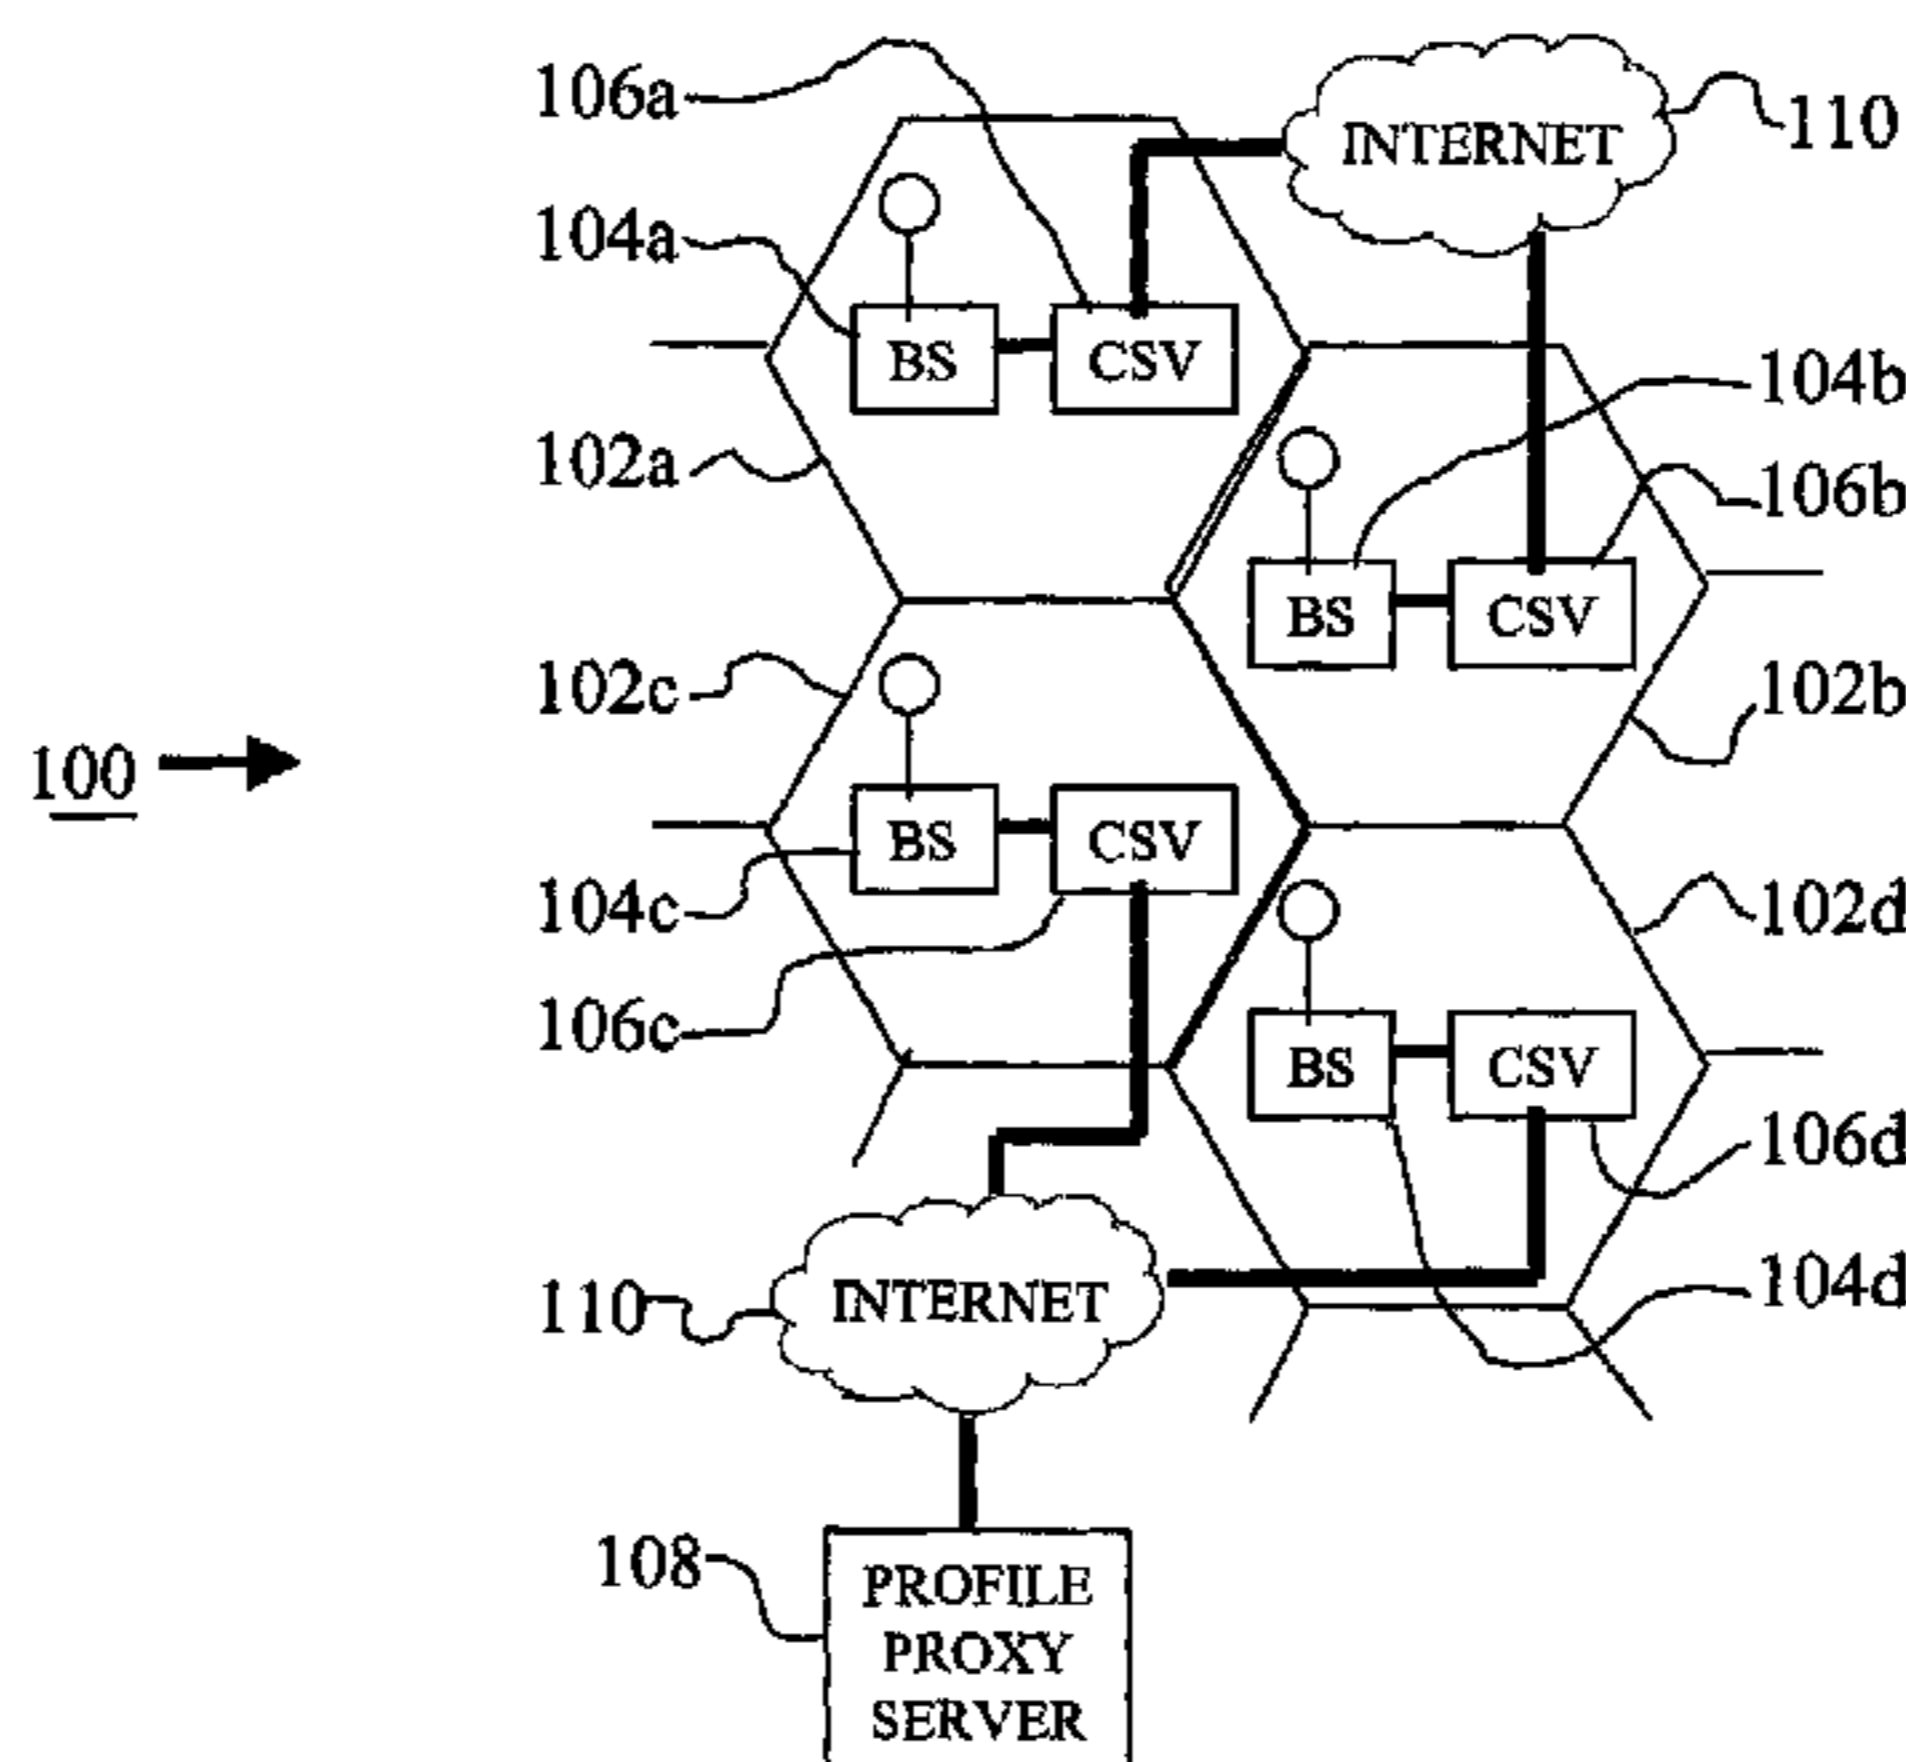 106a
INTERNET
110
104a
BS
CSV
104b
102a
106b
BS
CSV
102c
102b
100
BS
CSV
104c
102d
106c
BS
CSV
106d
110
INTERNET
104d
108
PROFILE
PROXY
SERVER